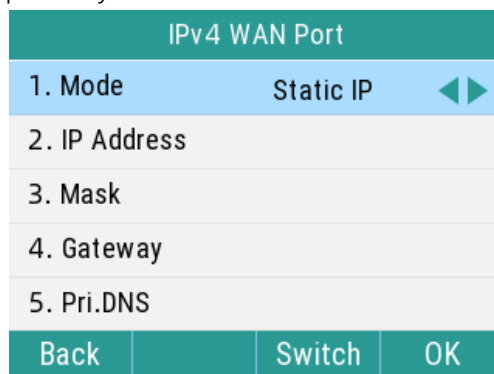 IPv4 WAN Port
1. Mode Static IP
2. IP Address
3. Mask
4. Gateway
5. Pri.DNS
Back Switch OK